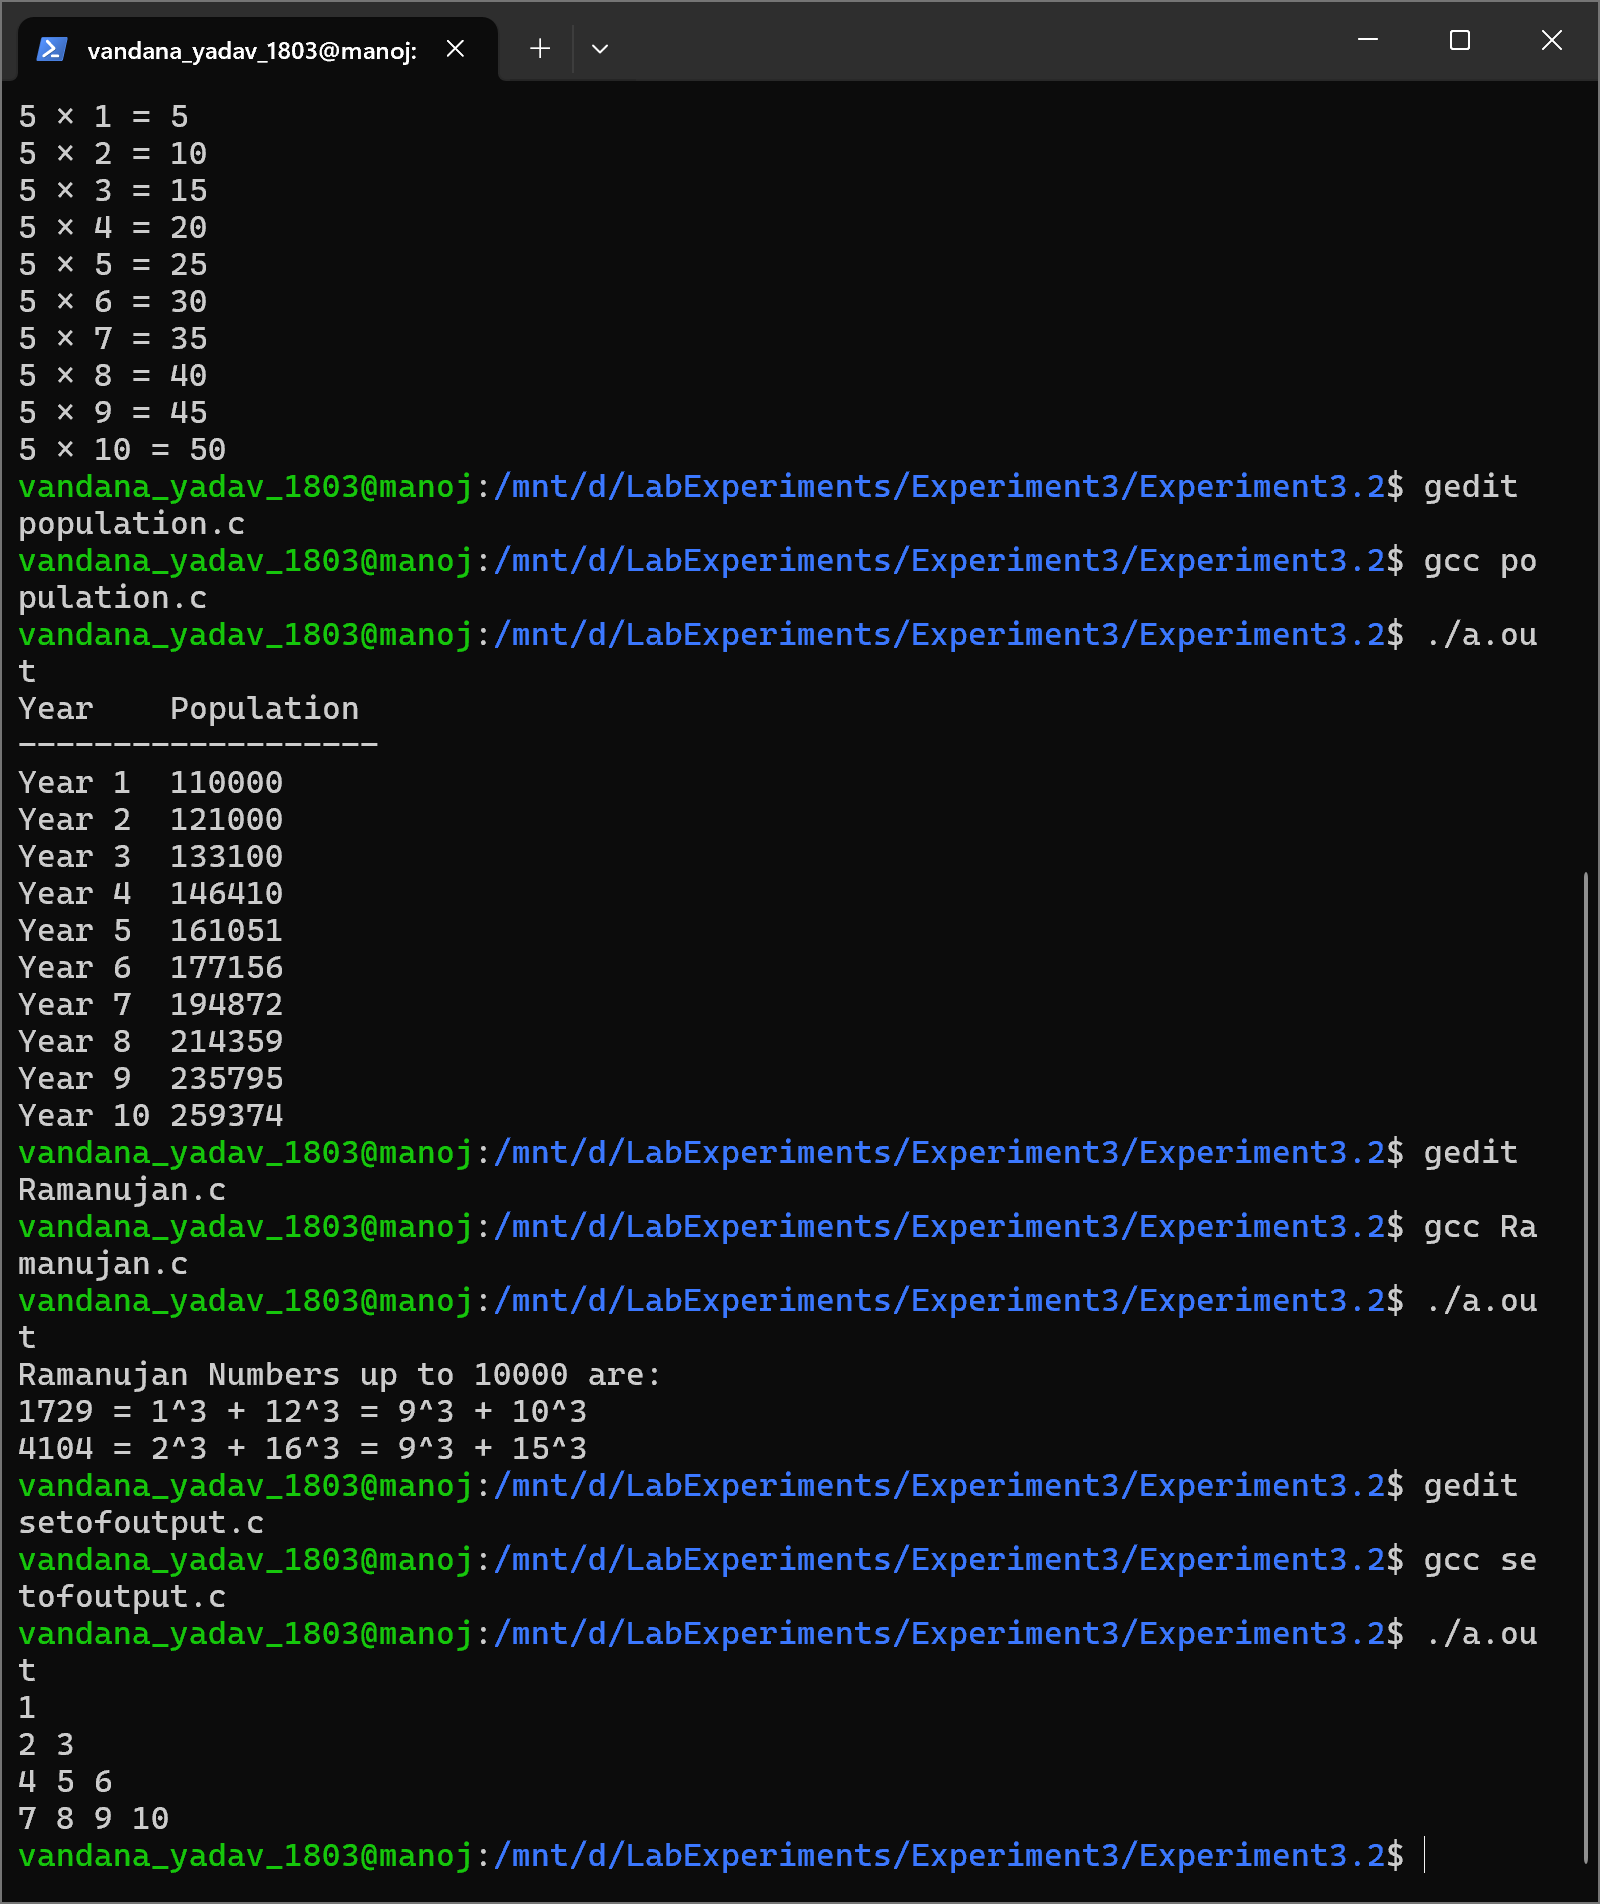 vandana_yadav_1803@manoj:
5 × 1 = 5
5 × 2 = 10
5 × 3 = 15
5 × 4 = 20
5 × 5 = 25
5 × 6 = 30
5 × 7 = 35
5 × 8 = 40
5 × 9 = 45
5 × 10 = 50
vandana_yadav_1803@manoj:/mnt/d/LabExperiments/Experiment3/Experiment3.2$ gedit
population.c
vandana_yadav_1803@manoj:/mnt/d/LabExperiments/Experiment3/Experiment3.2$ gcc po
pulation.c
vandana_yadav_1803@manoj:/mnt/d/LabExperiments/Experiment3/Experiment3.2$ ./a.ou
t
Year    Population
-------------------
Year 1  110000
Year 2  121000
Year 3  133100
Year 4  146410
Year 5  161051
Year 6  177156
Year 7  194872
Year 8  214359
Year 9  235795
Year 10 259374
vandana_yadav_1803@manoj:/mnt/d/LabExperiments/Experiment3/Experiment3.2$ gedit
Ramanujan.c
vandana_yadav_1803@manoj:/mnt/d/LabExperiments/Experiment3/Experiment3.2$ gcc Ra
manujan.c
vandana_yadav_1803@manoj:/mnt/d/LabExperiments/Experiment3/Experiment3.2$ ./a.ou
t
Ramanujan Numbers up to 10000 are:
1729 = 1^3 + 12^3 = 9^3 + 10^3
4104 = 2^3 + 16^3 = 9^3 + 15^3
vandana_yadav_1803@manoj:/mnt/d/LabExperiments/Experiment3/Experiment3.2$ gedit
setofoutput.c
vandana_yadav_1803@manoj:/mnt/d/LabExperiments/Experiment3/Experiment3.2$ gcc se
tofoutput.c
vandana_yadav_1803@manoj:/mnt/d/LabExperiments/Experiment3/Experiment3.2$ ./a.ou
t
1
2 3
4 5 6
7 8 9 10
vandana_yadav_1803@manoj:/mnt/d/LabExperiments/Experiment3/Experiment3.2$